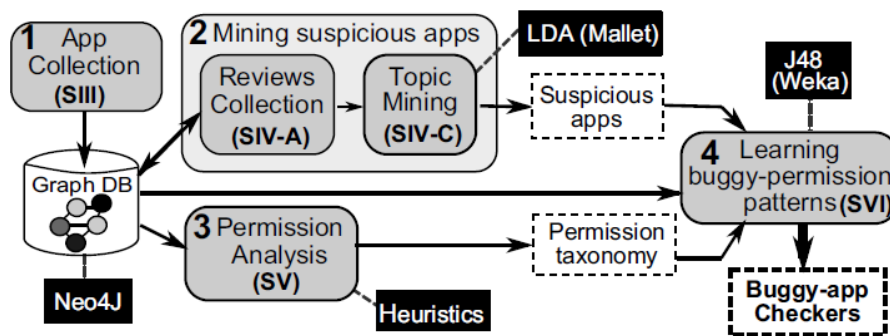 1 App
Collection
(SIII)
2 Mining suspicious apps
Reviews
Collection
(SIV-A)
Topic
Mining
(SIV-C)
LDA (Mallet)
Suspicious
apps
J48
(Weka)
Graph DB
Neo4J
3 Permission
Analysis
(SV)
Heuristics
Permission
taxonomy
4 Learning
buggy-permission
patterns (SVI)
Buggy-app
Checkers